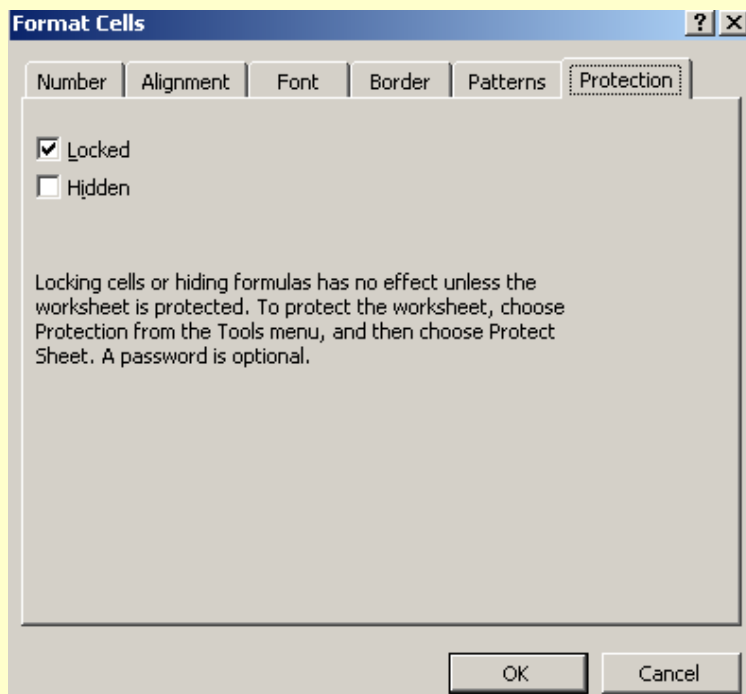 Format Cells
Number Alignment Font Border Patterns Protection
Locked
Hidden
Locking cells or hiding formulas has no effect unless the
worksheet is protected. To protect the worksheet, choose
Protection from the Tools menu, and then choose Protect
Sheet. A password is optional.
OK Cancel